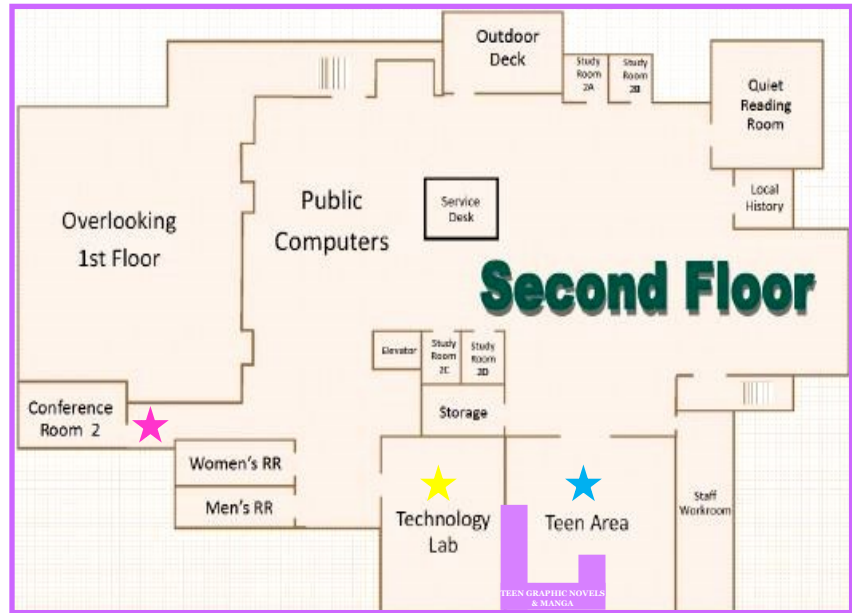 Outdoor
Deck
Study
Room
2A
Study
Room
2B
Quiet
Reading
Room
Local
History
Public
Computers
Service
Desk
Overlooking
1st Floor
Second Floor
Elevator
Study
Room
2C
Study
Room
2D
Storage
Conference
Room 2
Women's RR
Men's RR
Technology
Lab
Teen Area
Staff
Workroom
TEEN GRAPHIC NOVELS
& MANGA